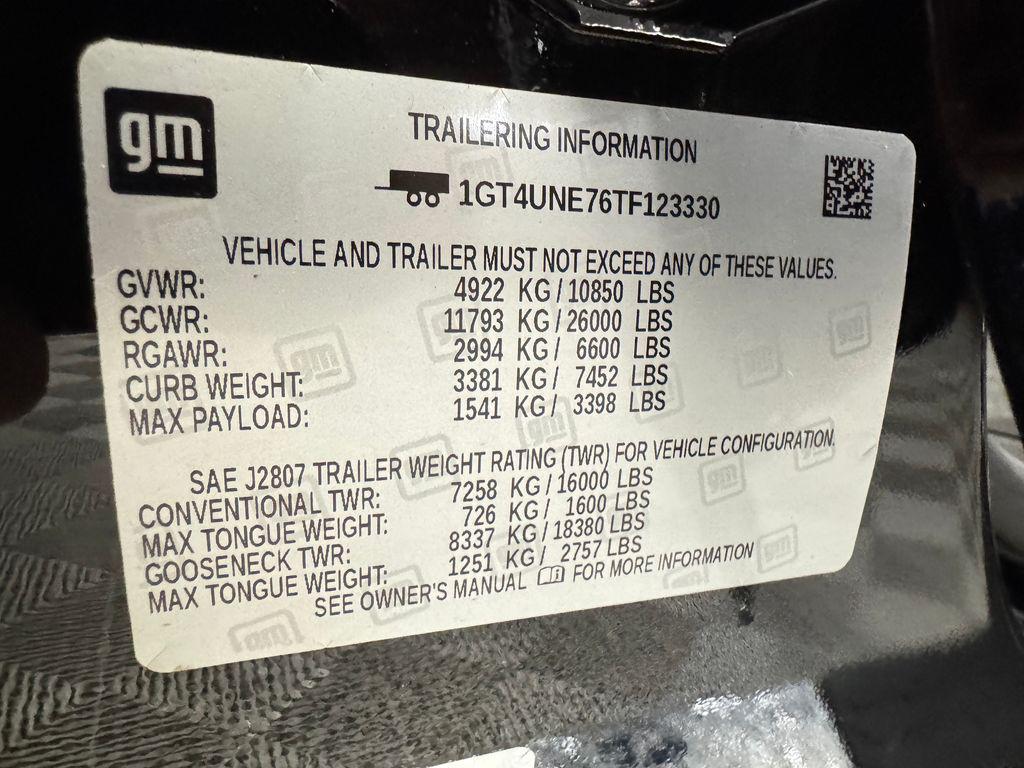 gm
TRAILERING INFORMATION
1GT4UNE76TF123330
VEHICLE AND TRAILER MUST NOT EXCEED ANY OF THESE VALUES.
GVWR: 4922 KG / 10850 LBS
GCWR: 11793 KG / 26000 LBS
RGAWR: 2994 KG / 6600 LBS
CURB WEIGHT: 3381 KG / 7452 LBS
MAX PAYLOAD: 1541 KG / 3398 LBS
SAE J2807 TRAILER WEIGHT RATING (TWR) FOR VEHICLE CONFIGURATION.
CONVENTIONAL TWR: 7258 KG / 16000 LBS
MAX TONGUE WEIGHT: 726 KG / 1600 LBS
GOOSENECK TWR: 8337 KG / 18380 LBS
MAX TONGUE WEIGHT: 1251 KG / 2757 LBS
SEE OWNER'S MANUAL FOR MORE INFORMATION